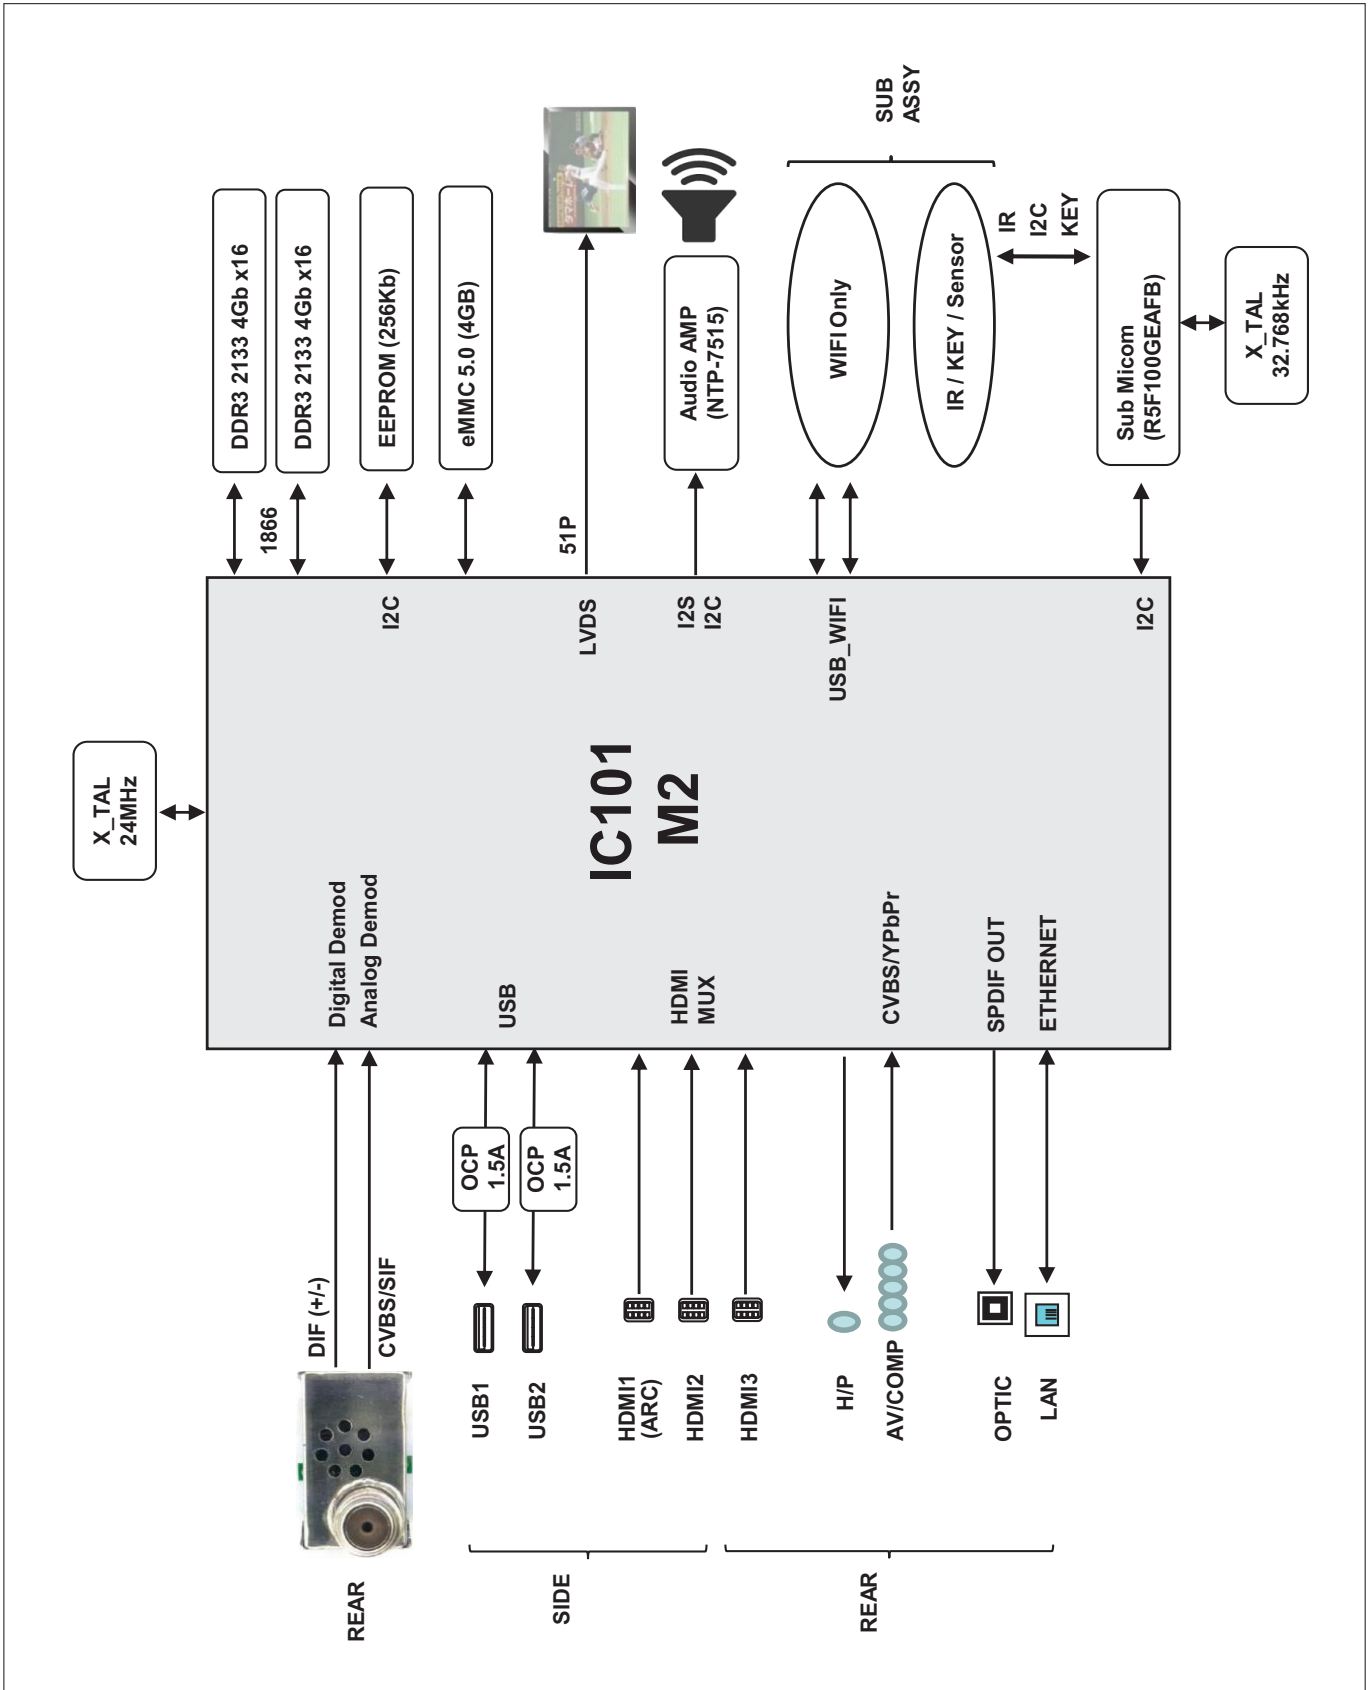 REAR
DIF (+/-)
CVBS/SIF
Digital Demod
Analog Demod
X_TAL
24MHz
SIDE
USB1
USB2
OCP
1.5A
OCP
1.5A
USB
HDMI1
(ARC)
HDMI2
HDMI3
HDMI
MUX
REAR
H/P
AV/COMP
CVBS/YPbPr
OPTIC
SPDIF OUT
LAN
ETHERNET
IC101
M2
DDR3 2133 4Gb x16
1866
DDR3 2133 4Gb x16
I2C
EEPROM (256Kb)
eMMC 5.0 (4GB)
LVDS
51P
I2S
I2C
Audio AMP
(NTP-7515)
USB_WIFI
WIFI Only
IR / KEY / Sensor
SUB
ASSY
IR
I2C
KEY
I2C
Sub Micom
(R5F100GEAFB)
X_TAL
32.768kHz